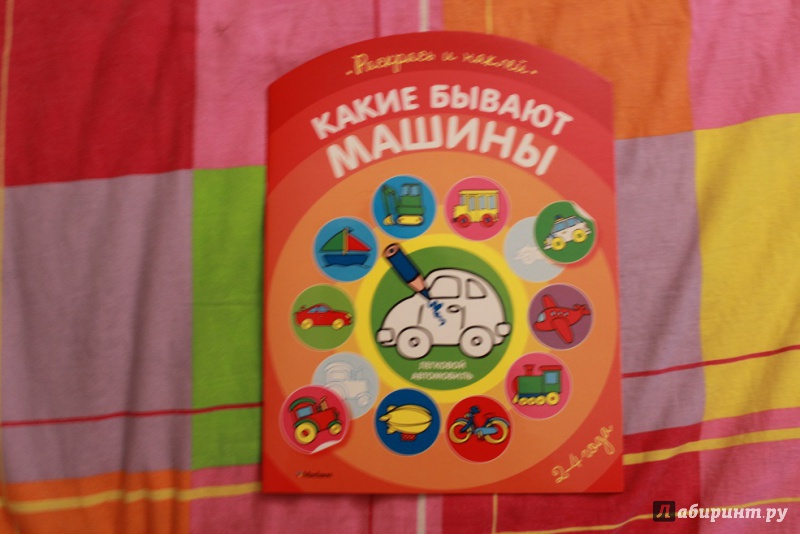 Раскрась и наклей
КАКИЕ БЫВАЮТ
МАШИНЫ
ЛЕГКОВОЙ
АВТОМОБИЛЬ
2-4 года
Лабиринт.ру